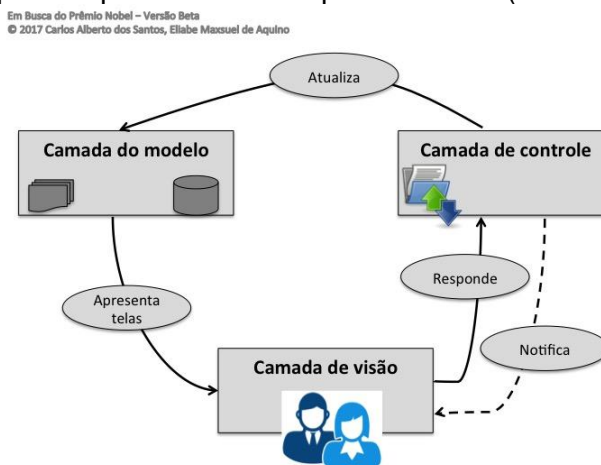 Em Busca do Prêmio Nobel – Versão Beta
© 2017 Carlos Alberto dos Santos, Eliabe Maxsuel de Aquino
Atualiza
Camada do modelo
Camada de controle
Apresenta
telas
Responde
Notifica
Camada de visão